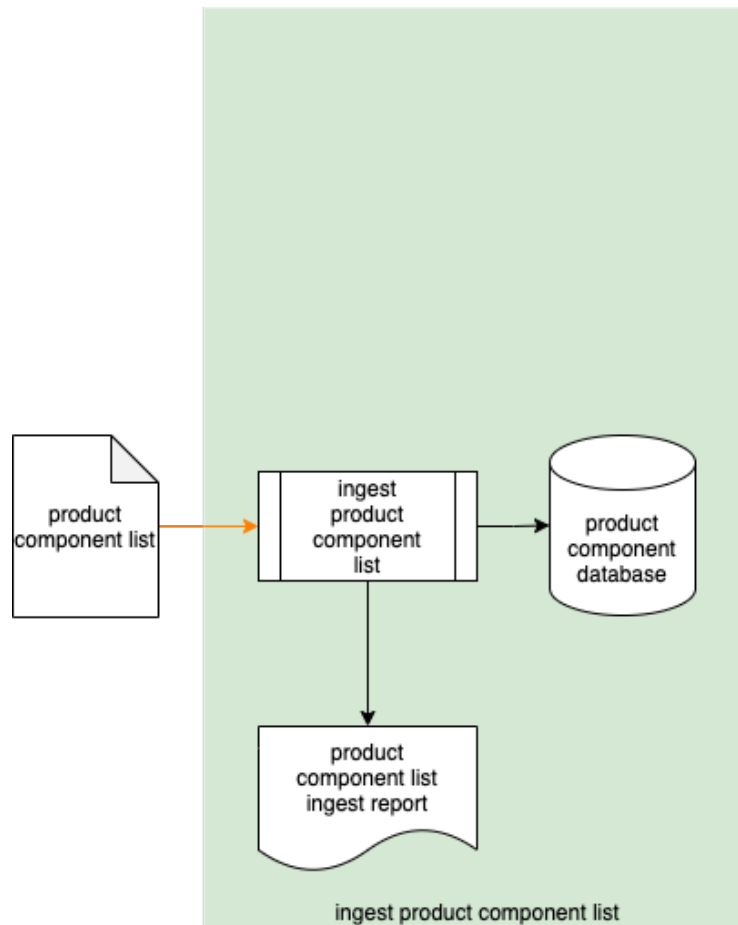 product
component list
ingest
product
component
list
product
component
database
product
component list
ingest report
ingest product component list